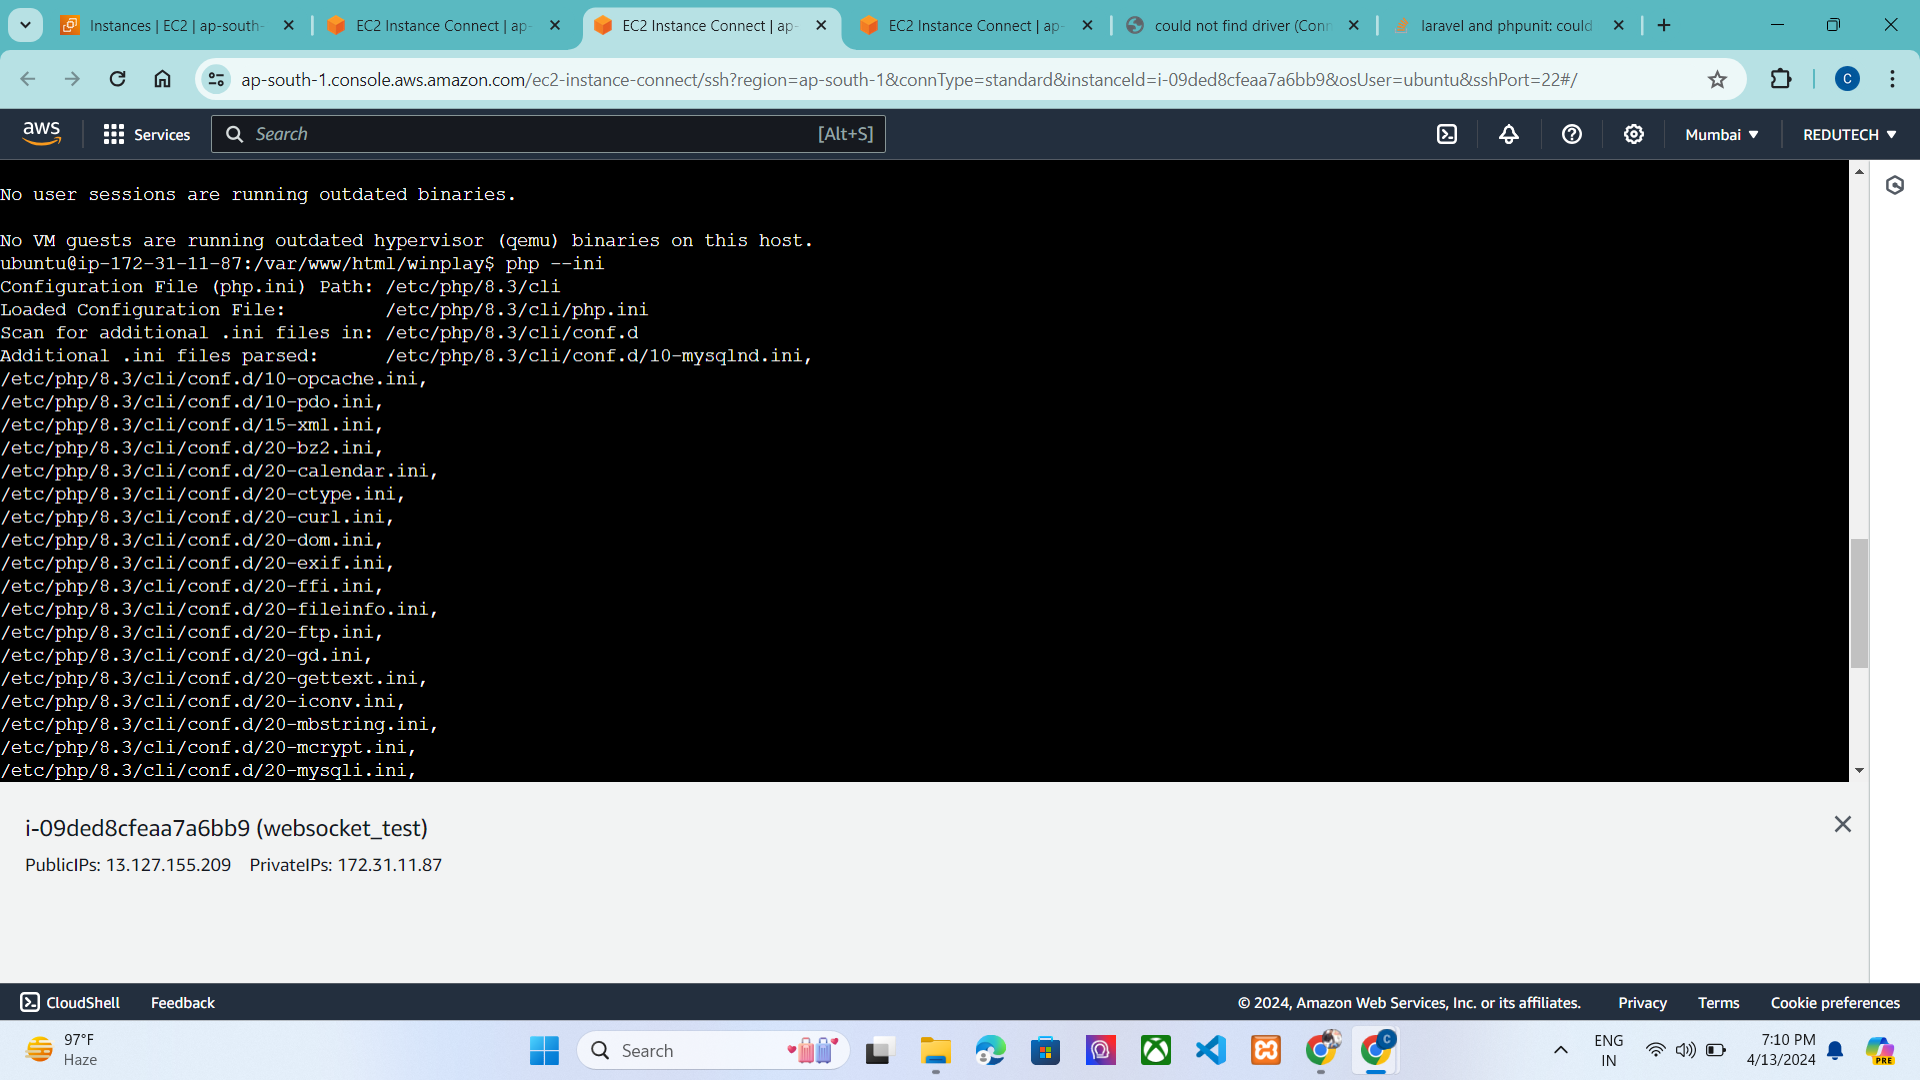 Instances | EC2 | ap-south-
EC2 Instance Connect | ap-
EC2 Instance Connect | ap-
EC2 Instance Connect | ap-
could not find driver (Conn
laravel and phpunit: could
ap-south-1.console.aws.amazon.com/ec2-instance-connect/ssh?region=ap-south-1&connType=standard&instanceId=i-09ded8cfeaa7a6bb9&osUser=ubuntu&sshPort=22#/
C
aws
Services
Search
[Alt+S]
Mumbai
REDUTECH
No user sessions are running outdated binaries.
No VM guests are running outdated hypervisor (qemu) binaries on this host.
ubuntu@ip-172-31-11-87:/var/www/html/winplay$ php --ini
Configuration File (php.ini) Path: /etc/php/8.3/cli
Loaded Configuration File:         /etc/php/8.3/cli/php.ini
Scan for additional .ini files in: /etc/php/8.3/cli/conf.d
Additional .ini files parsed:      /etc/php/8.3/cli/conf.d/10-mysqlnd.ini,
/etc/php/8.3/cli/conf.d/10-opcache.ini,
/etc/php/8.3/cli/conf.d/10-pdo.ini,
/etc/php/8.3/cli/conf.d/15-xml.ini,
/etc/php/8.3/cli/conf.d/20-bz2.ini,
/etc/php/8.3/cli/conf.d/20-calendar.ini,
/etc/php/8.3/cli/conf.d/20-ctype.ini,
/etc/php/8.3/cli/conf.d/20-curl.ini,
/etc/php/8.3/cli/conf.d/20-dom.ini,
/etc/php/8.3/cli/conf.d/20-exif.ini,
/etc/php/8.3/cli/conf.d/20-ffi.ini,
/etc/php/8.3/cli/conf.d/20-fileinfo.ini,
/etc/php/8.3/cli/conf.d/20-ftp.ini,
/etc/php/8.3/cli/conf.d/20-gd.ini,
/etc/php/8.3/cli/conf.d/20-gettext.ini,
/etc/php/8.3/cli/conf.d/20-iconv.ini,
/etc/php/8.3/cli/conf.d/20-mbstring.ini,
/etc/php/8.3/cli/conf.d/20-mcrypt.ini,
/etc/php/8.3/cli/conf.d/20-mysqli.ini,
i-09ded8cfeaa7a6bb9 (websocket_test)
PublicIPs: 13.127.155.209    PrivateIPs: 172.31.11.87
CloudShell
Feedback
© 2024, Amazon Web Services, Inc. or its affiliates.
Privacy
Terms
Cookie preferences
97°F
Haze
Search
C
ENG
IN
7:10 PM
4/13/2024
PRE